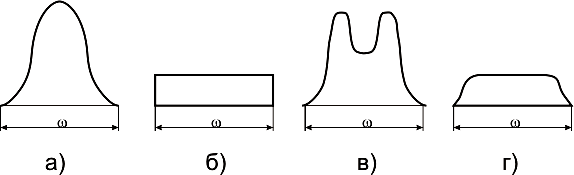 ω ω ω ω
а) б) в) г)